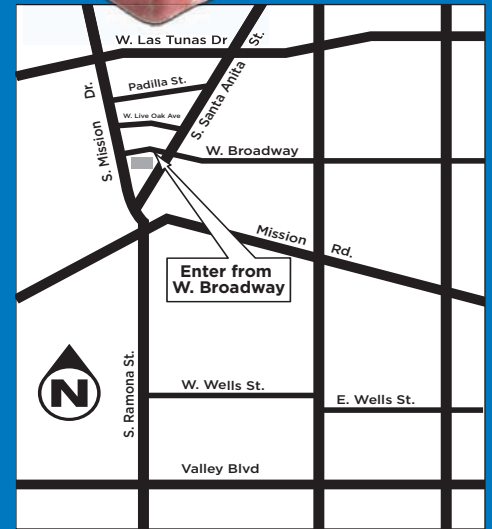 W. Las Tunas Dr
S. Mission Dr.
Padilla St.
S. Santa Anita St.
W. Live Oak Ave
W. Broadway
Mission Rd.
Enter from
W. Broadway
N
S. Ramona St.
W. Wells St.
E. Wells St.
Valley Blvd